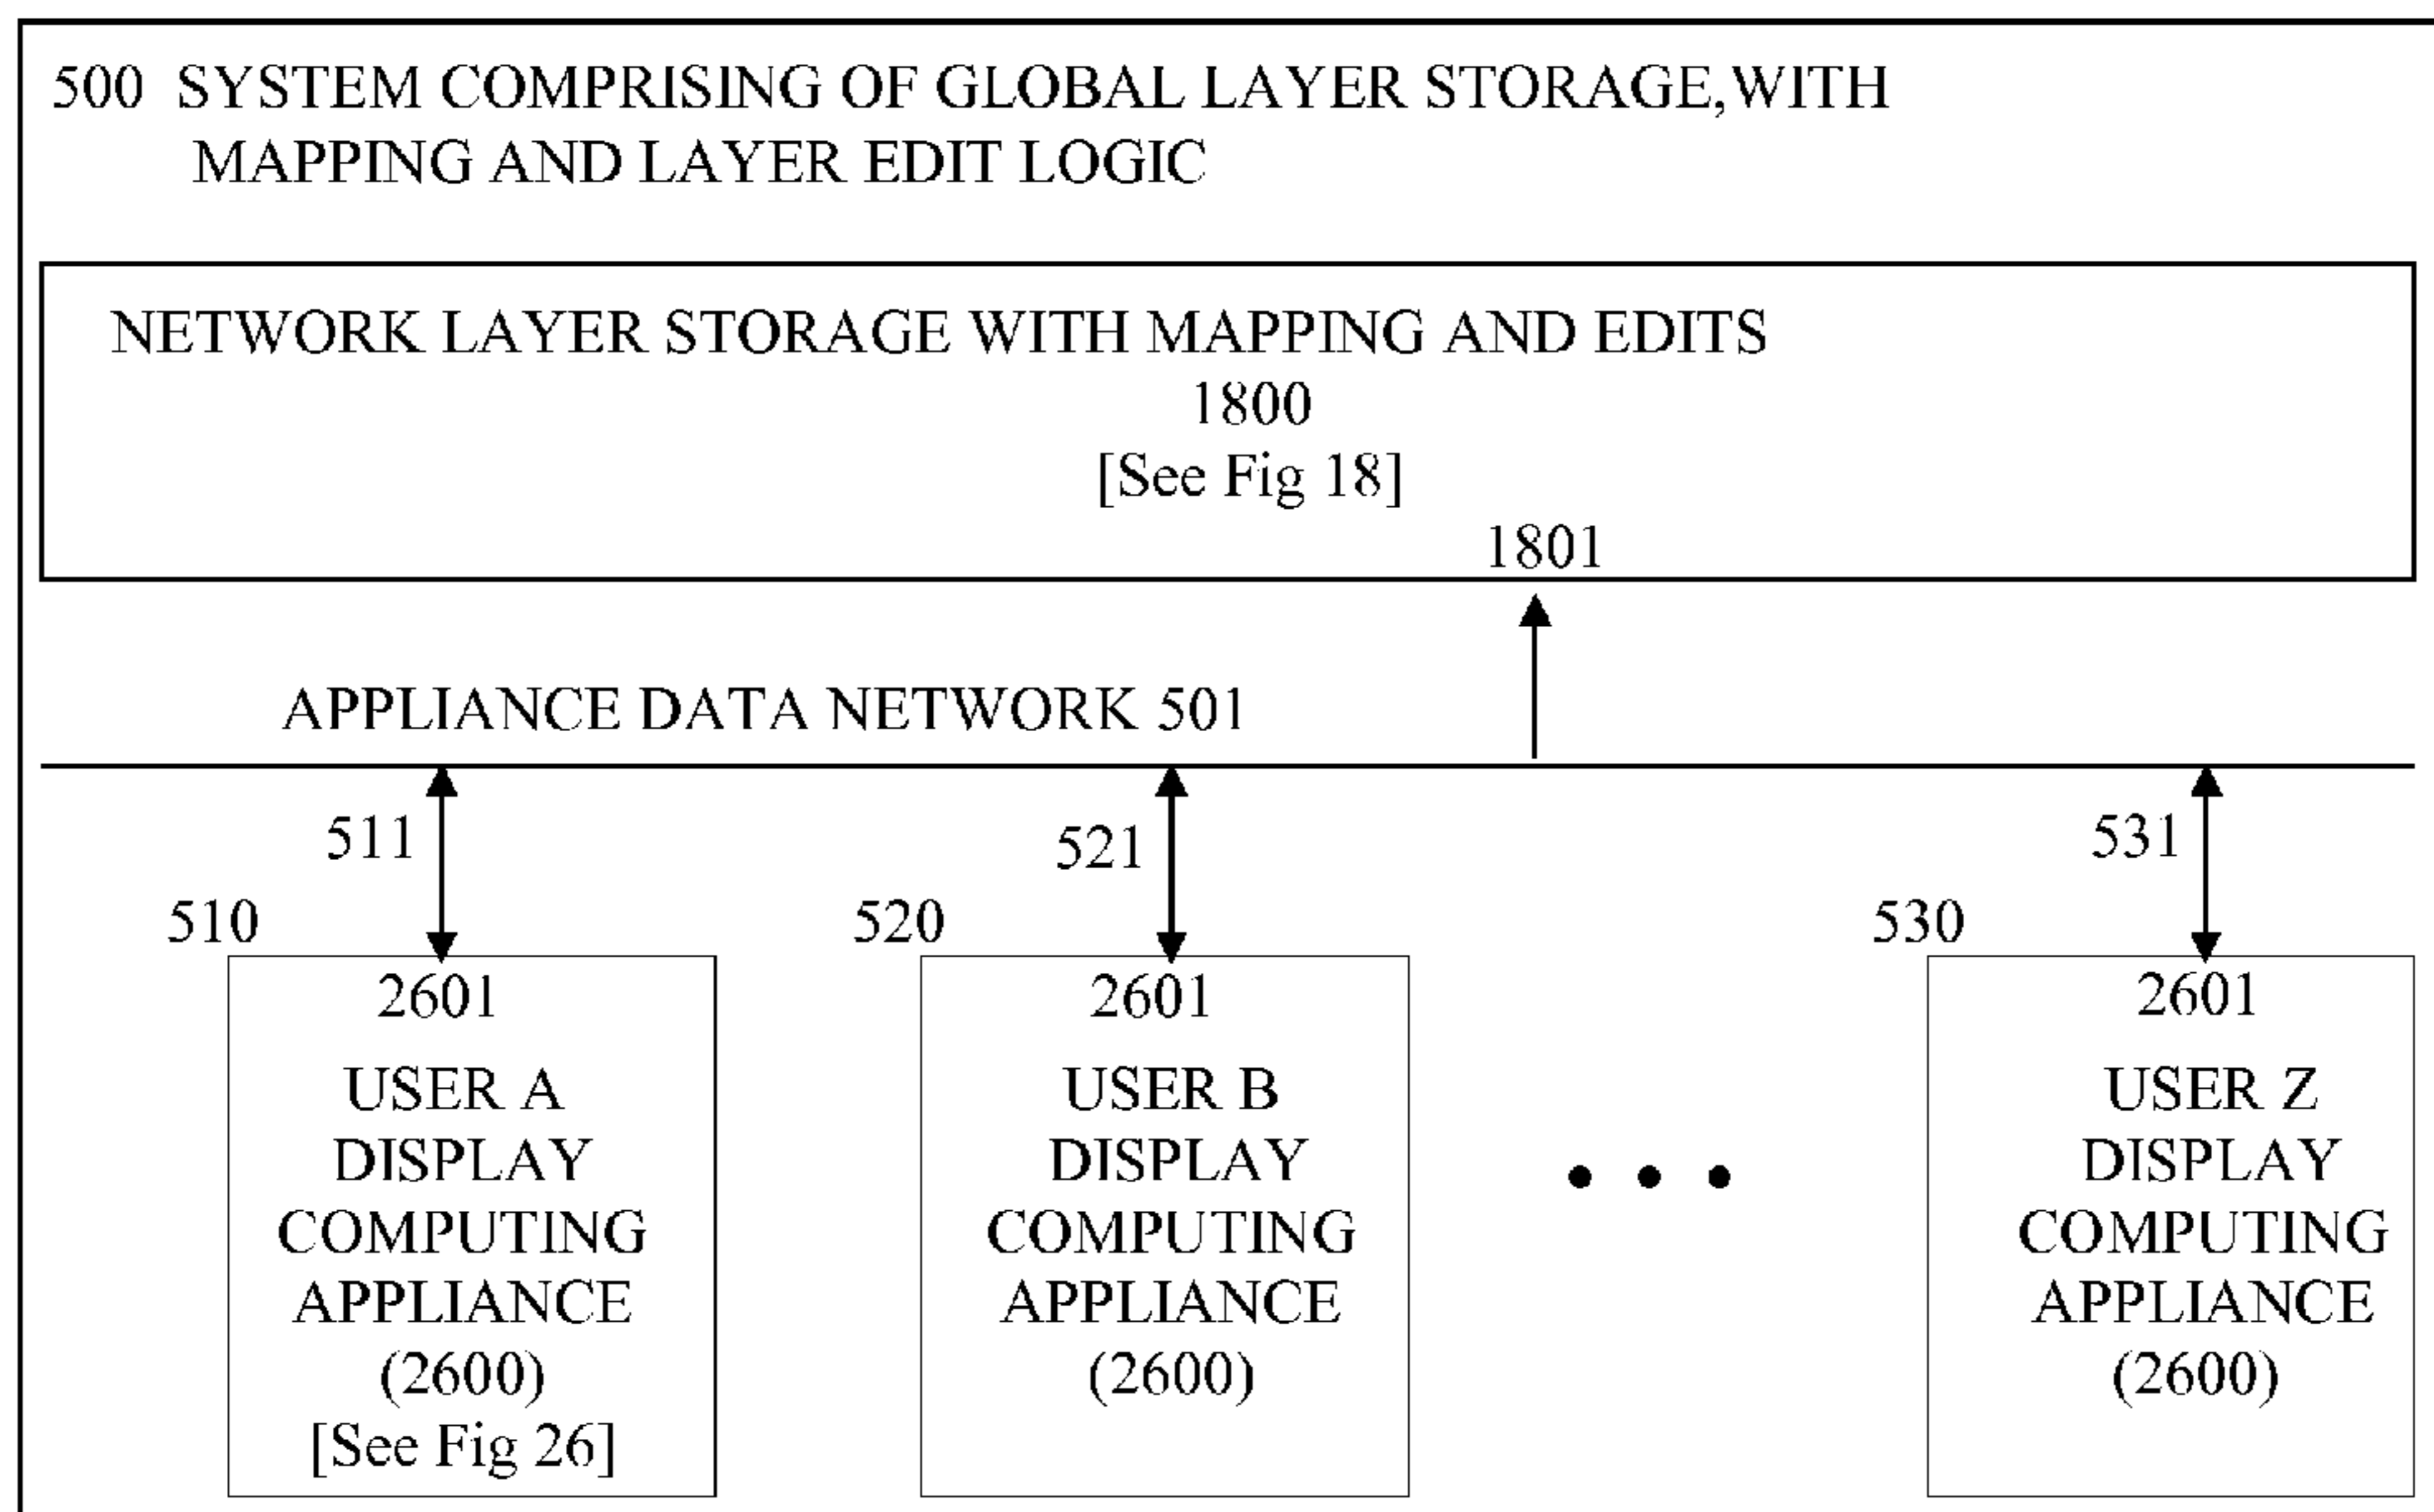 500 SYSTEM COMPRISING OF GLOBAL LAYER STORAGE,WITH
MAPPING AND LAYER EDIT LOGIC
NETWORK LAYER STORAGE WITH MAPPING AND EDITS
1800
[See Fig 18]
1801
APPLIANCE DATA NETWORK 501
511
521
531
510
520
530
2601
USER A
DISPLAY
COMPUTING
APPLIANCE
(2600)
[See Fig 26]
2601
USER B
DISPLAY
COMPUTING
APPLIANCE
(2600)
2601
USER Z
DISPLAY
COMPUTING
APPLIANCE
(2600)